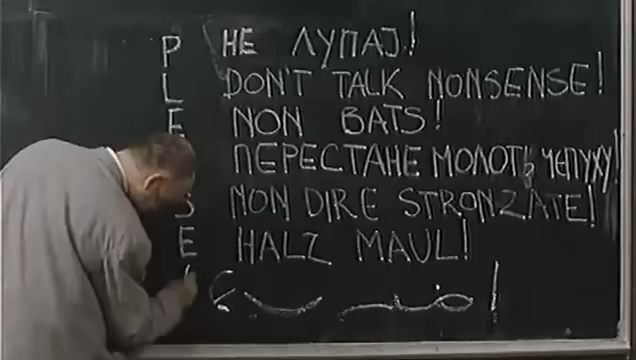 P НЕ ЛУПАЈ!
L DON'T TALK NONSENSE!
E NON BATS!
ПЕРЕСТАНЕ МОЛОТЬ ЧЕПУХУ!
S NON DIRE STRONZATE!
E HALZ MAUL!